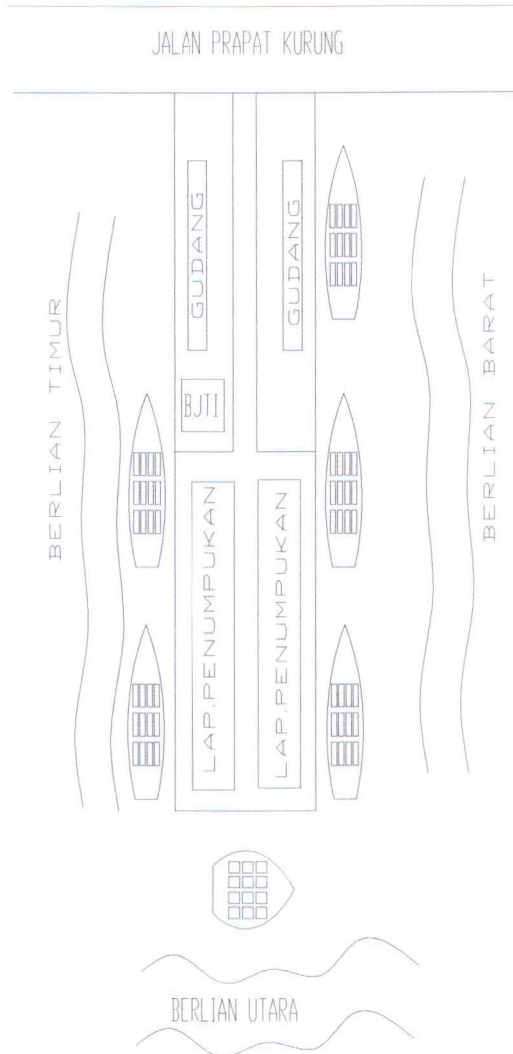 JALAN PRAPAT KURUNG
GUDANG
GUDANG
BERLIAN TIMUR
BERLIAN BARAT
BJTI
LAP.PENUMPUKAN
LAP.PENUMPUKAN
BERLIAN UTARA